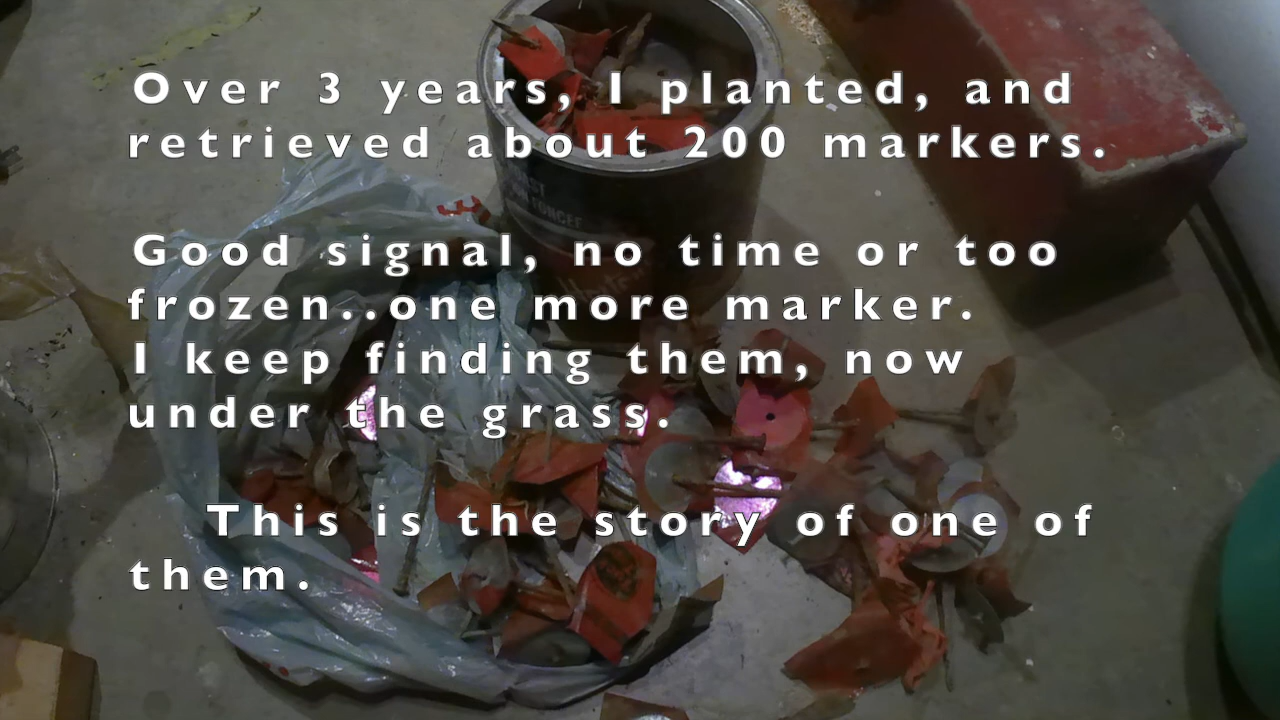 Over 3 years, I planted, and
retrieved about 200 markers.
Good signal, no time or too
frozen..one more marker.
I keep finding them, now
under the grass.
This is the story of one of
them.